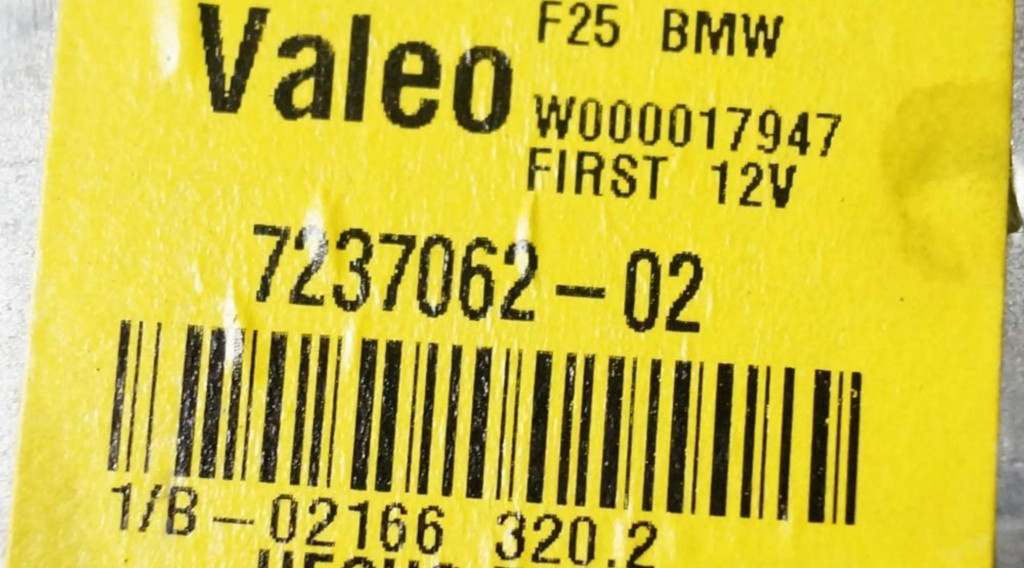 Valeo
F25 BMW
W000017947
FIRST 12V
7237062-02
1/B-02166 320.2